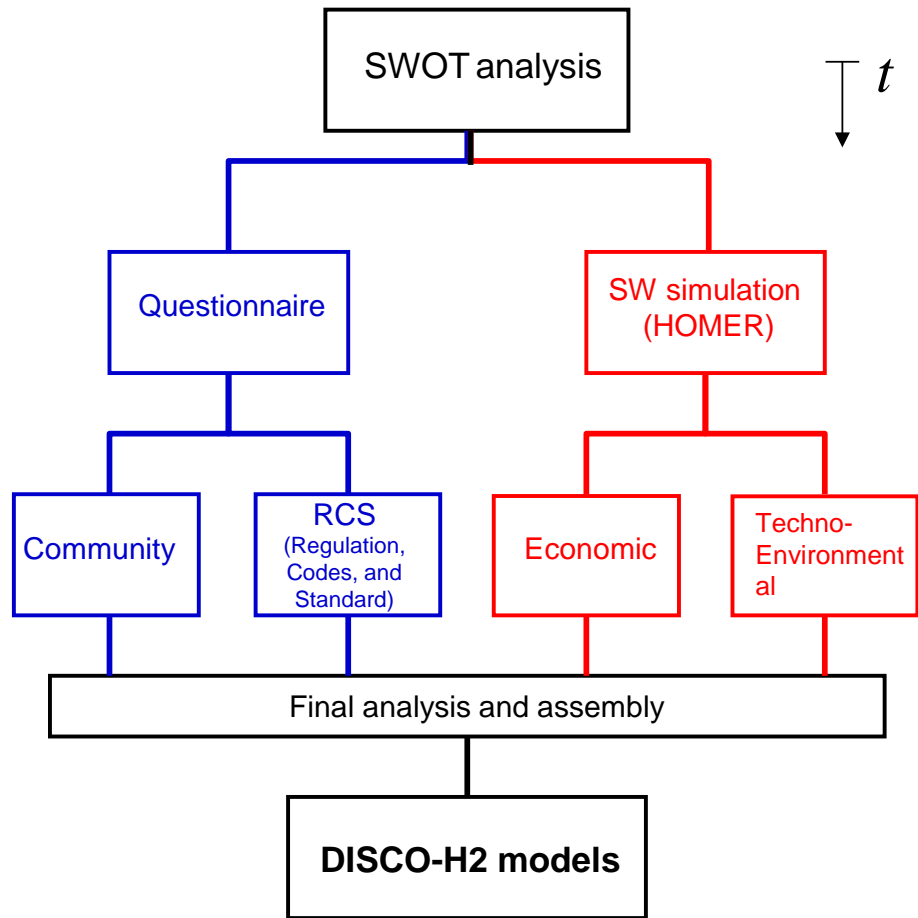 SWOT analysis
t
Questionnaire
SW simulation
(HOMER)
Community
RCS
(Regulation,
Codes, and
Standard)
Economic
Techno-
Environment
al
Final analysis and assembly
DISCO-H2 models